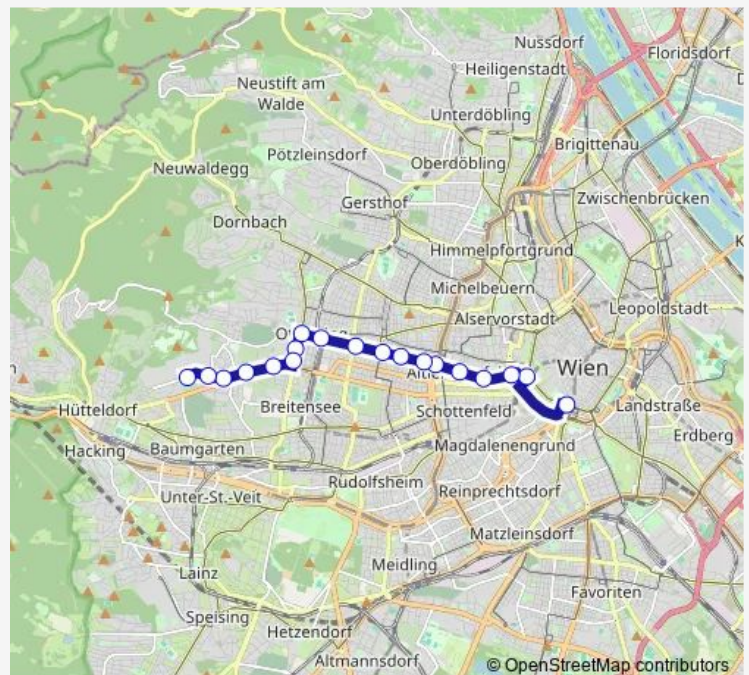 Nussdorf
Floridsdorf
Heiligenstadt
Neustift am
Walde
Unterdöbling
Brigittenau
Pötzleinsdorf
Oberdöbling
Neuwaldegg
Zwischenbrücken
Gersthof
Dornbach
Himmelpfortgrund
Michelbeuern
Leopoldstadt
Alservorstadt
Wien
Hütteldorf
Breitensee
Schottenfeld
Landstraße
Erdberg
Hacking
Baumgarten
Magdalenengrund
Rudolfsheim
Reinprechtsdorf
Unter-St.-Veit
Matzleinsdorf
Meidling
Lainz
Favoriten
Speising
Hetzendorf
Altmannsdorf
© OpenStreetMap contributors